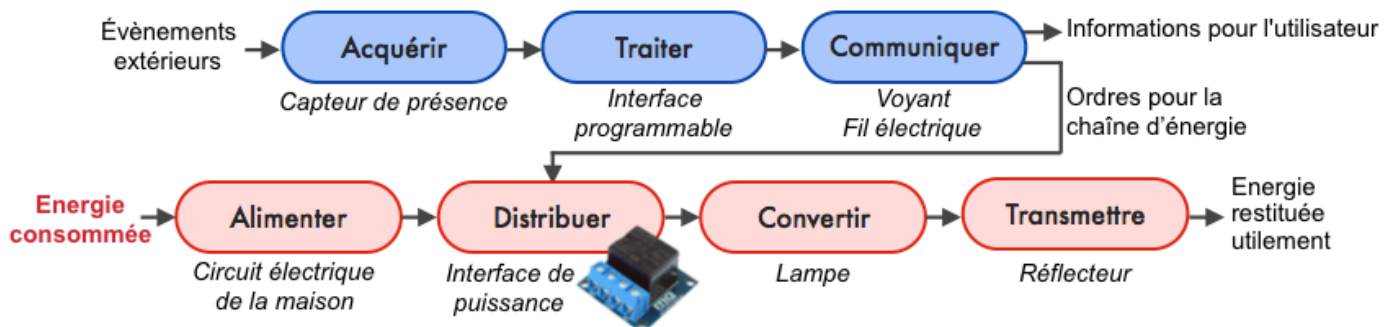 Évènements
extérieurs
Acquérir
Traiter
Communiquer
Informations pour l'utilisateur
Capteur de présence
Interface
programmable
Voyant
Fil électrique
Ordres pour la
chaîne d'énergie
Energie
consommée
Alimenter
Distribuer
Convertir
Transmettre
Energie
restituée
utilement
Circuit électrique
de la maison
Interface de
puissance
Lampe
Réflecteur